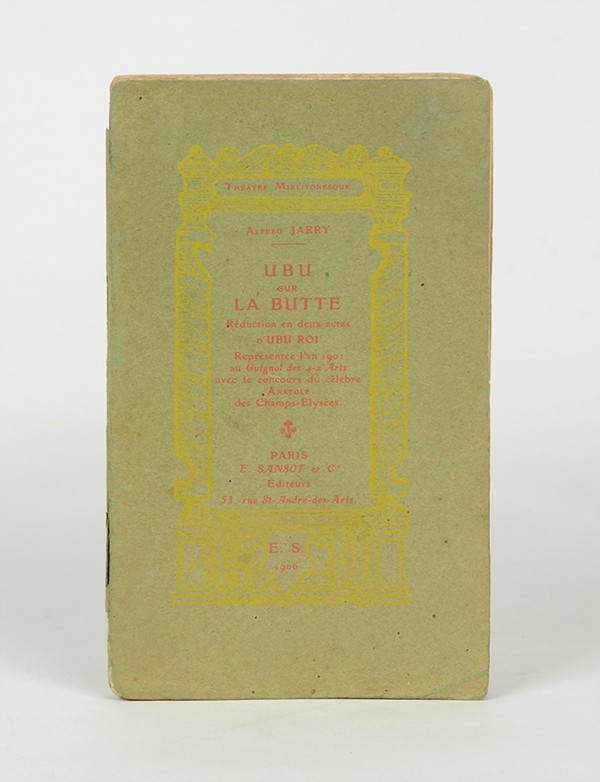 Théatre Mirlitonesque
Alfred JARRY
UBU
SUR
LA BUTTE
Réduction en deux actes
d'UBU ROI
Représentée l'an 1901
au Guignol des 4-z Arts
avec le concours du célèbre
Anatole
des Champs-Elysées
PARIS
E. SANSOT & Cie
Éditeurs
53, rue St-André-des-Arts
E. S.
1906